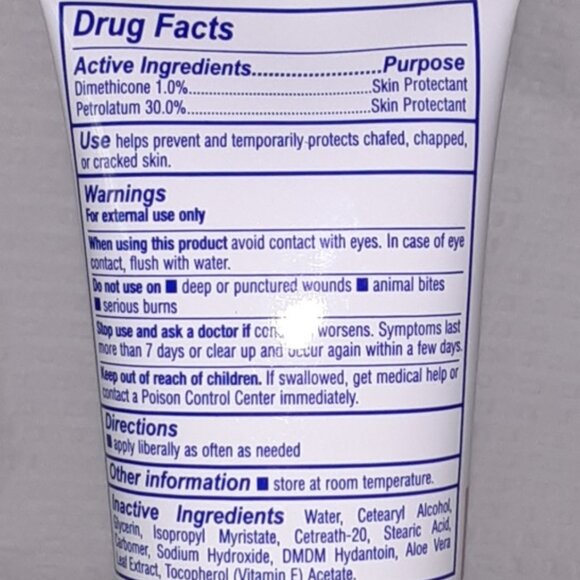 Drug Facts
Active Ingredients..............................Purpose
Dimethicone 1.0%..............................Skin Protectant
Petrolatum 30.0%..............................Skin Protectant
Use helps prevent and temporarily protects chafed, chapped,
or cracked skin.
Warnings
For external use only
When using this product avoid contact with eyes. In case of eye
contact, flush with water.
Do not use on ■ deep or punctured wounds ■ animal bites
■ serious burns
Stop use and ask a doctor if worsens. Symptoms last
more than 7 days or clear up and occur again within a few days.
Keep out of reach of children. If swallowed, get medical help or
contact a Poison Control Center immediately.
Directions
■ apply liberally as often as needed
Other information ■ store at room temperature.
Inactive Ingredients Water, Cetearyl Alcohol,
Glycerin, Isopropyl Myristate, Cetreath-20, Stearic Acid,
Carbomer, Sodium Hydroxide, DMDM Hydantoin, Aloe Vera
Leaf Extract, Tocopherol (Vitamin E) Acetate.